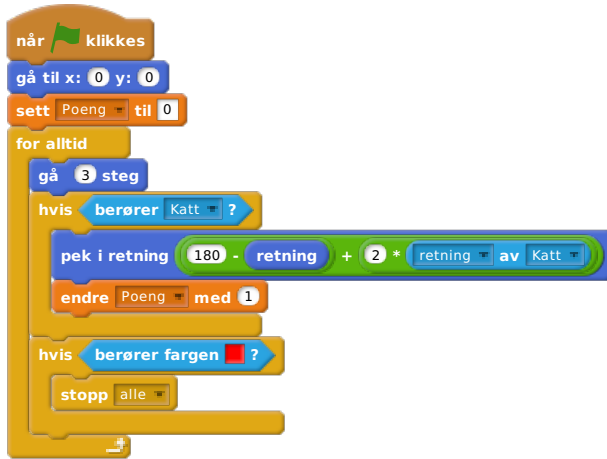 når klikkes
gå til x: 0 y: 0
sett Poeng til 0
for alltid
gå 3 steg
hvis berører Katt ?
pek i retning 180 - retning + 2 * retning av Katt
endre Poeng med 1
hvis berører fargen ?
stopp alle